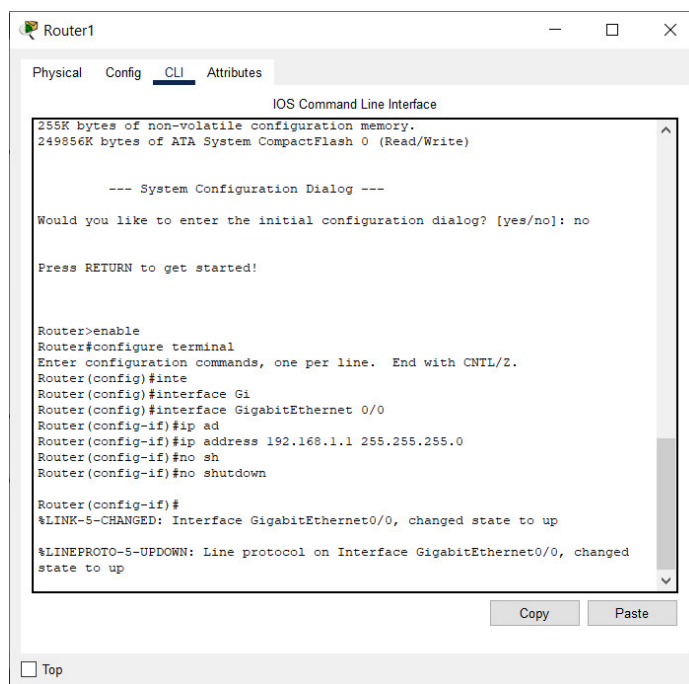 Router1
Physical Config CLI Attributes
IOS Command Line Interface
255K bytes of non-volatile configuration memory.
249856K bytes of ATA System CompactFlash 0 (Read/Write)
--- System Configuration Dialog ---
Would you like to enter the initial configuration dialog? [yes/no]: no
Press RETURN to get started!
Router>enable
Router#configure terminal
Enter configuration commands, one per line.  End with CNTL/Z.
Router(config)#inte
Router(config)#interface Gi
Router(config)#interface GigabitEthernet 0/0
Router(config-if)#ip ad
Router(config-if)#ip address 192.168.1.1 255.255.255.0
Router(config-if)#no sh
Router(config-if)#no shutdown
Router(config-if)#
%LINK-5-CHANGED: Interface GigabitEthernet0/0, changed state to up
%LINEPROTO-5-UPDOWN: Line protocol on Interface GigabitEthernet0/0, changed
state to up
Copy Paste
Top